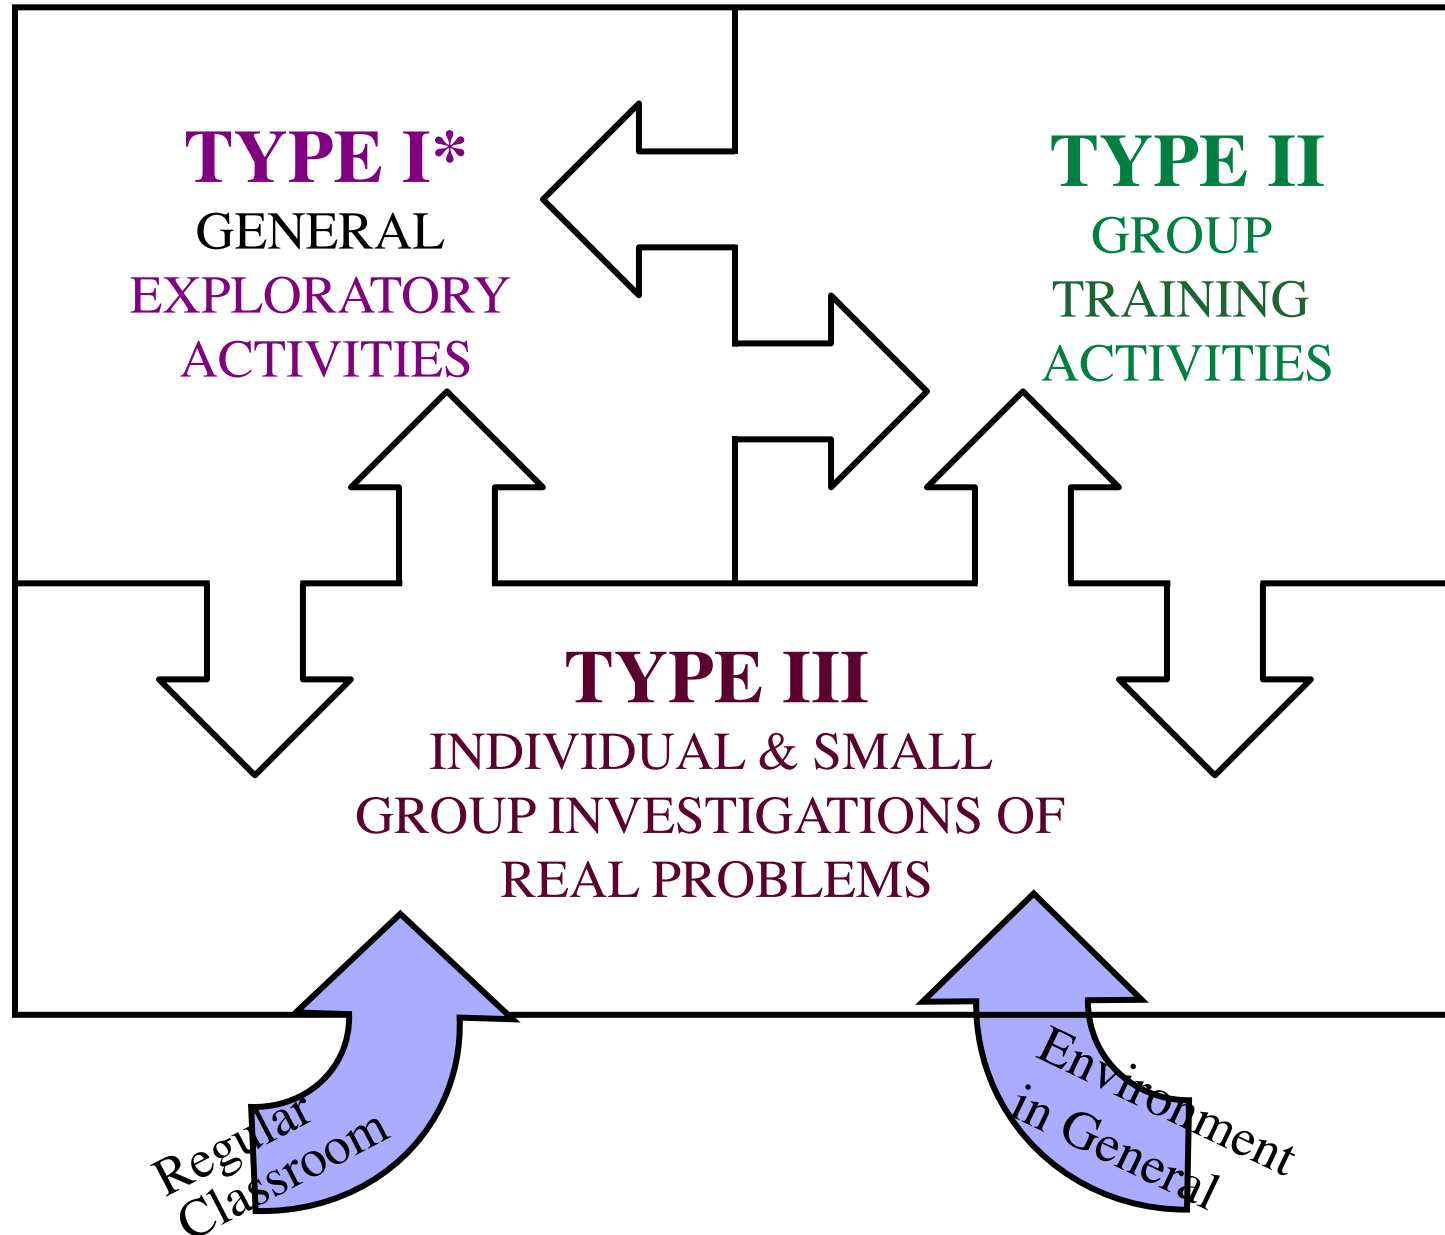 TYPE I*
GENERAL
EXPLORATORY
ACTIVITIES
TYPE II
GROUP
TRAINING
ACTIVITIES
TYPE III
INDIVIDUAL & SMALL
GROUP INVESTIGATIONS OF
REAL PROBLEMS
Regular
Classroom
Environment
in General